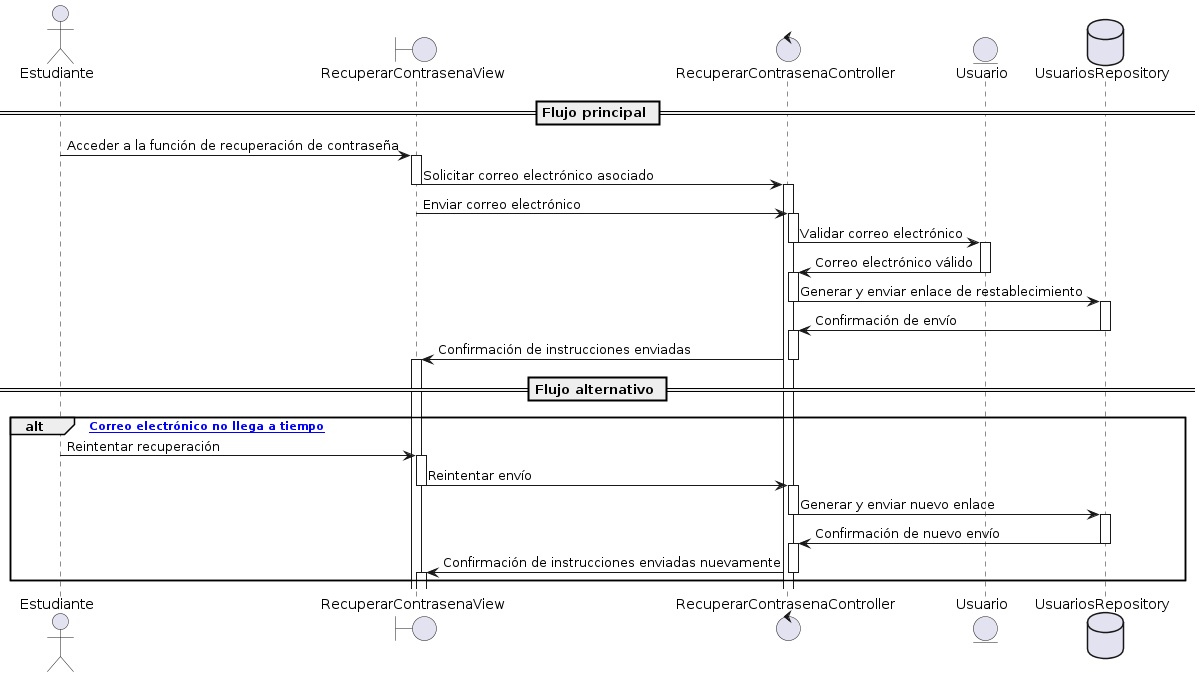 Estudiante
RecuperarContrasenaView
RecuperarContrasenaController
Usuario
UsuariosRepository
Flujo principal
Acceder a la función de recuperación de contraseña
Solicitar correo electrónico asociado
Enviar correo electrónico
Validar correo electrónico
Correo electrónico válido
Generar y enviar enlace de restablecimiento
Confirmación de envío
Confirmación de instrucciones enviadas
Flujo alternativo
alt
Correo electrónico no llega a tiempo
Reintentar recuperación
Reintentar envío
Generar y enviar nuevo enlace
Confirmación de nuevo envío
Confirmación de instrucciones enviadas nuevamente
Estudiante
RecuperarContrasenaView
RecuperarContrasenaController
Usuario
UsuariosRepository